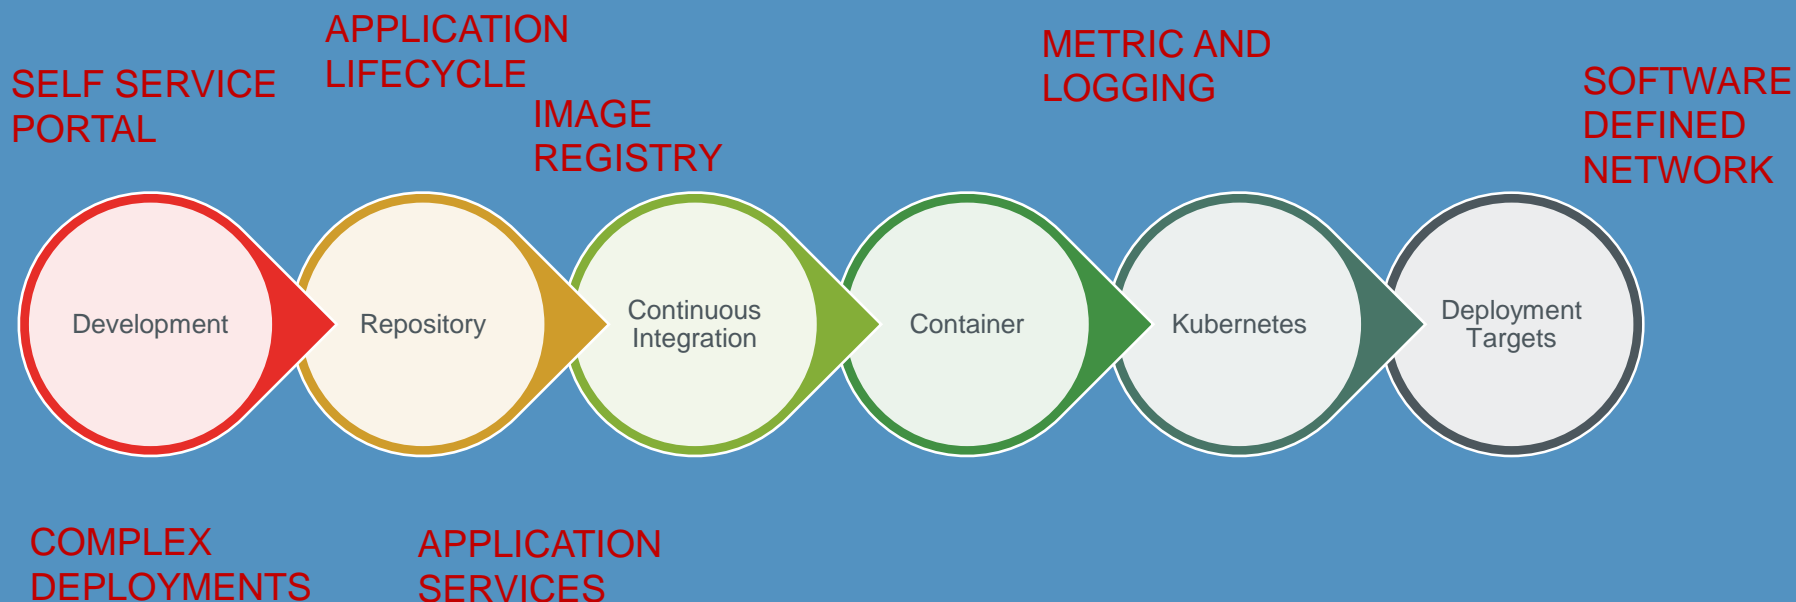 APPLICATION
LIFECYCLE
METRIC AND
LOGGING
SELF SERVICE
PORTAL
IMAGE
REGISTRY
SOFTWARE
DEFINED
NETWORK
Development
Repository
Continuous
Integration
Container
Kubernetes
Deployment
Targets
COMPLEX
DEPLOYMENTS
APPLICATION
SERVICES